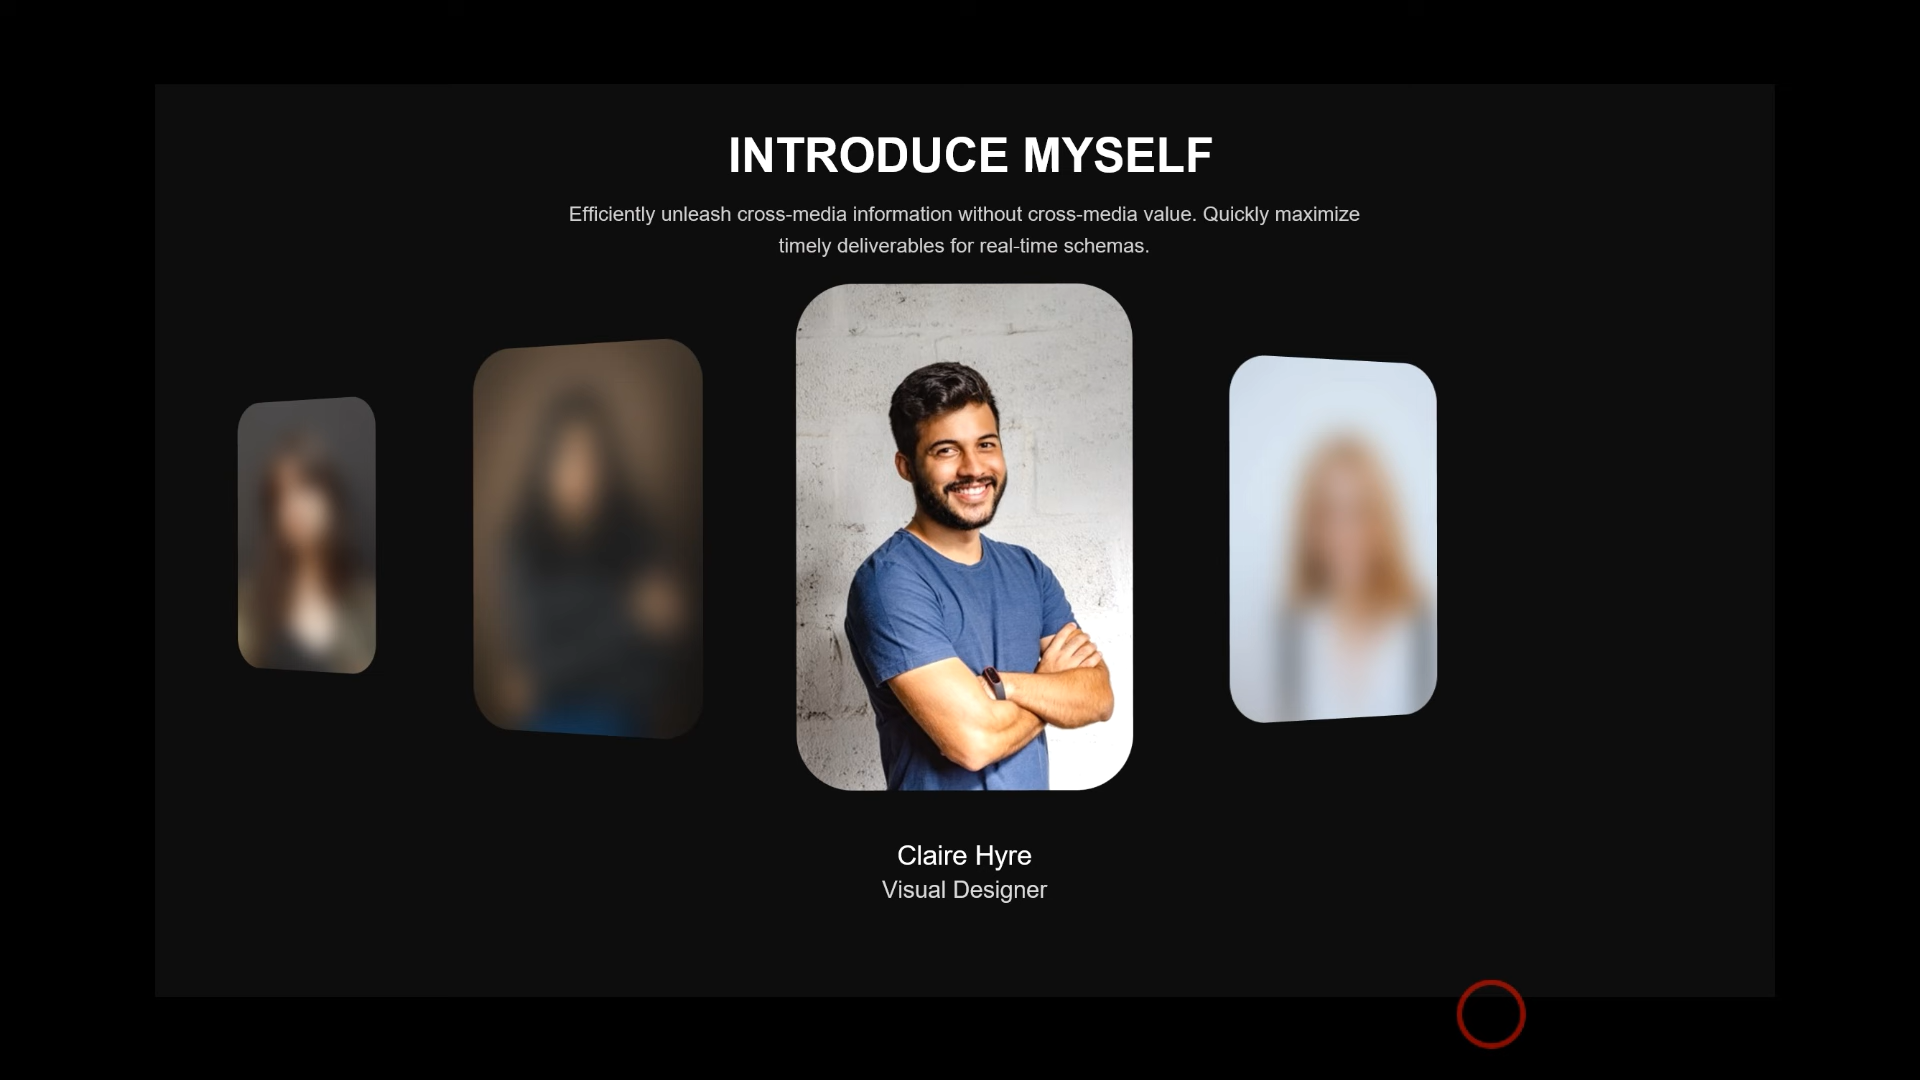 INTRODUCE MYSELF
Efficiently unleash cross-media information without cross-media value. Quickly maximize
timely deliverables for real-time schemas.
Claire Hyre
Visual Designer